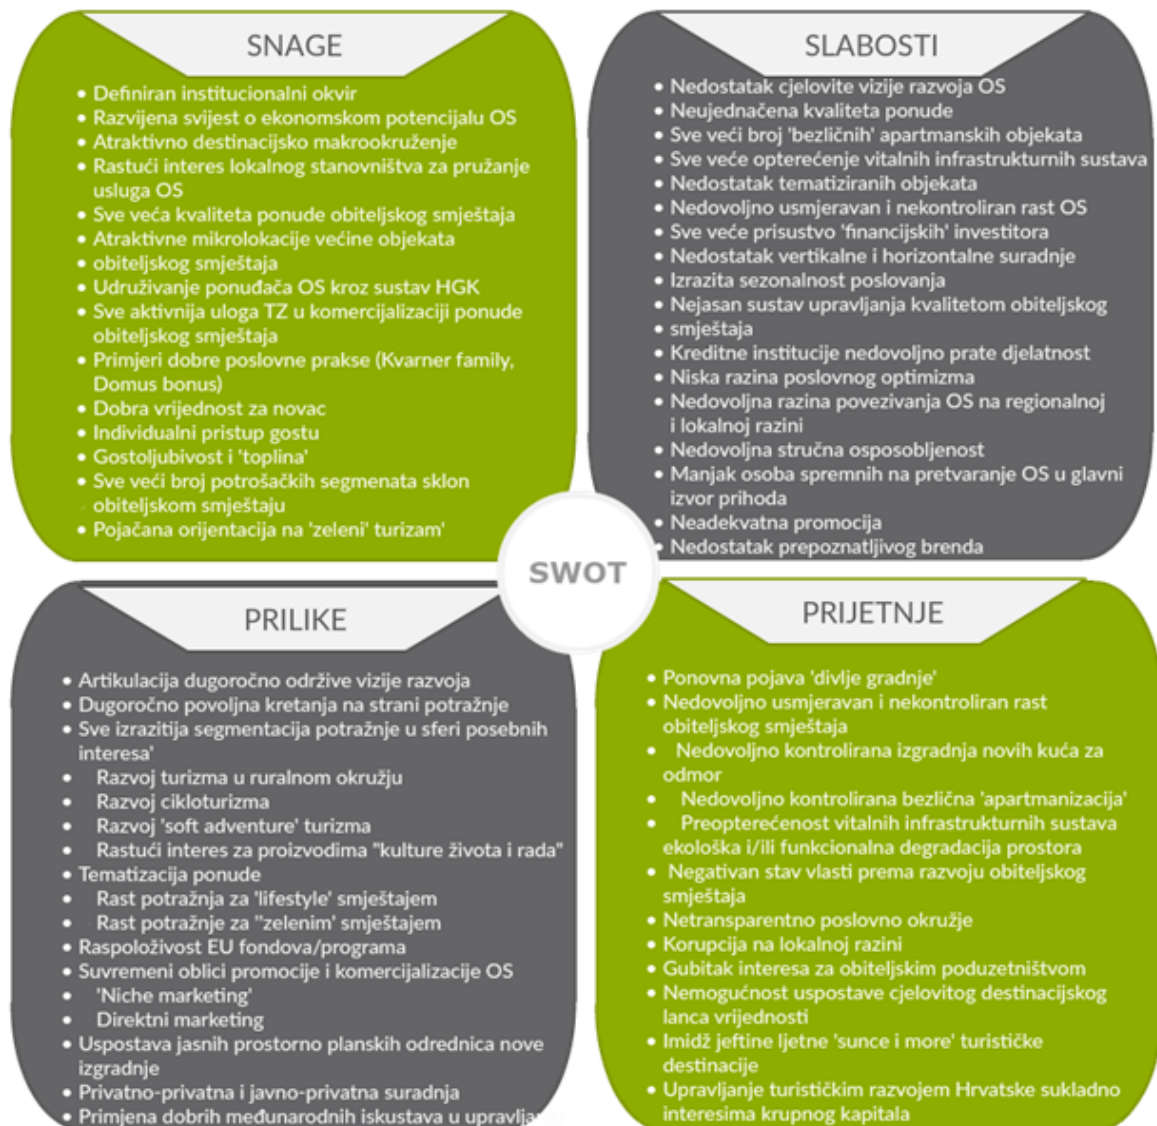 SNAGE
• Definiran institucionalni okvir
• Razvijena svijest o ekonomskom potencijalu OS
• Atraktivno destinacijsko makrookruženje
• Rastući interes lokalnog stanovništva za pružanje
usluga OS
• Sve veća kvaliteta ponude obiteljskog smještaja
• Atraktivne mikrolokacije većine objekata
• obiteljskog smještaja
• Udruživanje ponuđača OS kroz sustav HGK
• Sve aktivnija uloga TZ u komercijalizaciji ponude
obiteljskog smještaja
• Primjeri dobre poslovne prakse (Kvarner family,
Domus bonus)
• Dobra vrijednost za novac
• Individualni pristup gostu
• Gostoljubivost i 'toplina'
• Sve veći broj potrošačkih segmenata sklon
obiteljskom smještaju
• Pojačana orijentacija na 'zeleni' turizam'
SLABOSTI
• Nedostatak cjelovite vizije razvoja OS
• Neujednačena kvaliteta ponude
• Sve veći broj 'bezličnih' apartmanskih objekata
• Sve veće opterećenje vitalnih infrastrukturnih sustava
• Nedostatak tematiziranih objekata
• Nedovoljno usmjeravan i nekontroliran rast OS
• Sve veće prisustvo 'financijskih' investitora
• Nedostatak vertikalne i horizontalne suradnje
• Izrazita sezonalnost poslovanja
• Nejasan sustav upravljanja kvalitetom obiteljskog
• smještaja
• Kreditne institucije nedovoljno prate djelatnost
• Niska razina poslovnog optimizma
• Nedovoljna razina povezivanja OS na regionalnoj
i lokalnoj razini
• Nedovoljna stručna osposobljenost
• Manjak osoba spremnih na pretvaranje OS u glavni
izvor prihoda
• Neadekvatna promocija
• Nedostatak prepoznatljivog brenda
SWOT
PRILIKE
• Artikulacija dugoročno održive vizije razvoja
• Dugoročno povoljna kretanja na strani potražnje
• Sve izrazitija segmentacija potražnje u sferi posebnih
interesa'
• Razvoj turizma u ruralnom okružju
• Razvoj cikloturizma
• Razvoj 'soft adventure' turizma
• Rastući interes za proizvodima "kulture života i rada"
• Tematizacija ponude
• Rast potražnja za 'lifestyle' smještajem
• Rast potražnje za ''zelenim' smještajem
• Raspoloživost EU fondova/programa
• Suvremeni oblici promocije i komercijalizacije OS
• 'Niche marketing'
• Direktni marketing
• Uspostava jasnih prostorno planskih odrednica nove
izgradnje
• Privatno-privatna i javno-privatna suradnja
• Primjena dobrih međunarodnih iskustava u
PRIJETNJE
• Ponovna pojava 'divlje gradnje'
• Nedovoljno usmjeravan i nekontroliran rast
obiteljskog smještaja
• Nedovoljno kontrolirana izgradnja novih kuća za
odmor
• Nedovoljno kontrolirana bezlična 'apartmanizacija'
• Preopterećenost vitalnih infrastrukturnih sustava
ekološka i/ili funkcionalna degradacija prostora
• Negativan stav vlasti prema razvoju obiteljskog
smještaja
• Netransparentno poslovno okružje
• Korupcija na lokalnoj razini
• Gubitak interesa za obiteljskim poduzetništvom
• Nemogućnost uspostave cjelovitog destinacijskog
lanca vrijednosti
• Imidž jeftine ljetne 'sunce i more' turističke
destinacije
• Upravljanje turističkim razvojem Hrvatske sukladno
interesima krupnog kapitala